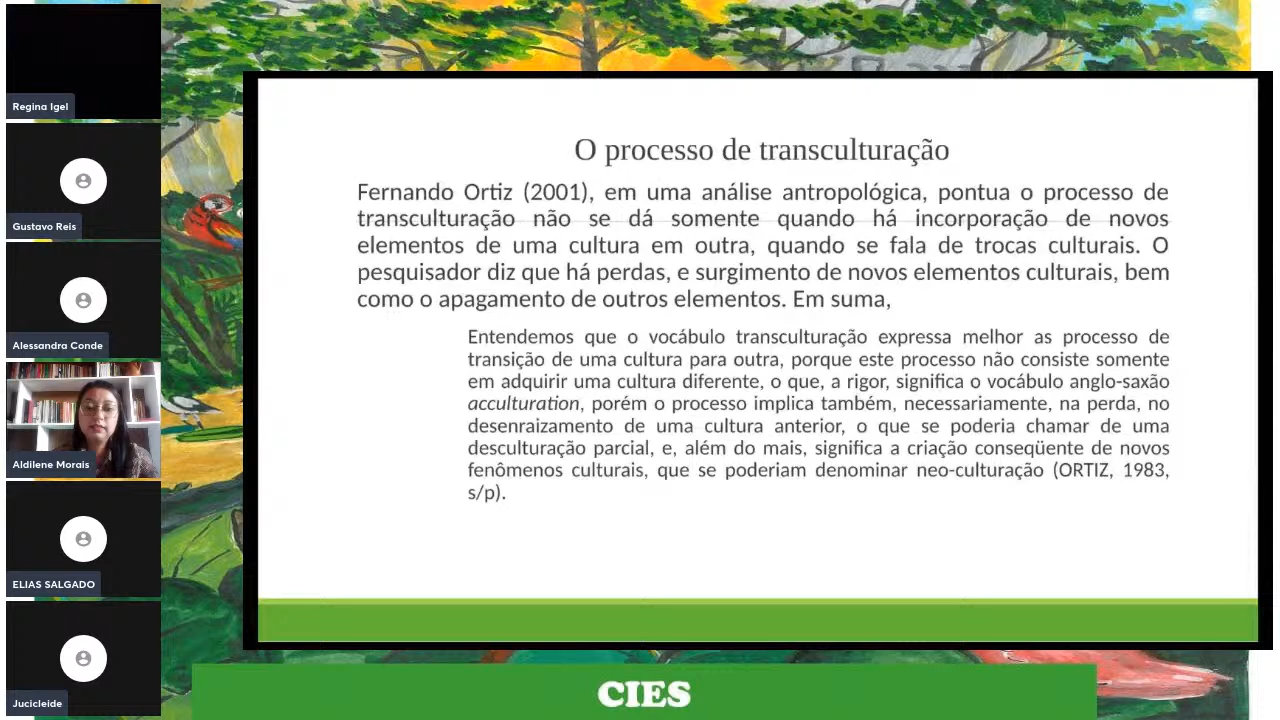 Regina Igel
Gustavo Reis
Alessandra Conde
Aldilene Morais
ELIAS SALGADO
Jucicleide
O processo de transculturação
Fernando Ortiz (2001), em uma análise antropológica, pontua o processo de
transculturação não se dá somente quando há incorporação de novos
elementos de uma cultura em outra, quando se fala de trocas culturais. O
pesquisador diz que há perdas, e surgimento de novos elementos culturais, bem
como o apagamento de outros elementos. Em suma,
Entendemos que o vocábulo transculturação expressa melhor as processo de
transição de uma cultura para outra, porque este processo não consiste somente
em adquirir uma cultura diferente, o que, a rigor, significa o vocábulo anglo-saxão
acculturation, porém o processo implica também, necessariamente, na perda, no
desenraizamento de uma cultura anterior, o que se poderia chamar de uma
desculturação parcial, e, além do mais, significa a criação conseqüente de novos
fenômenos culturais, que se poderiam denominar neo-culturação (ORTIZ, 1983,
s/p).
CIES